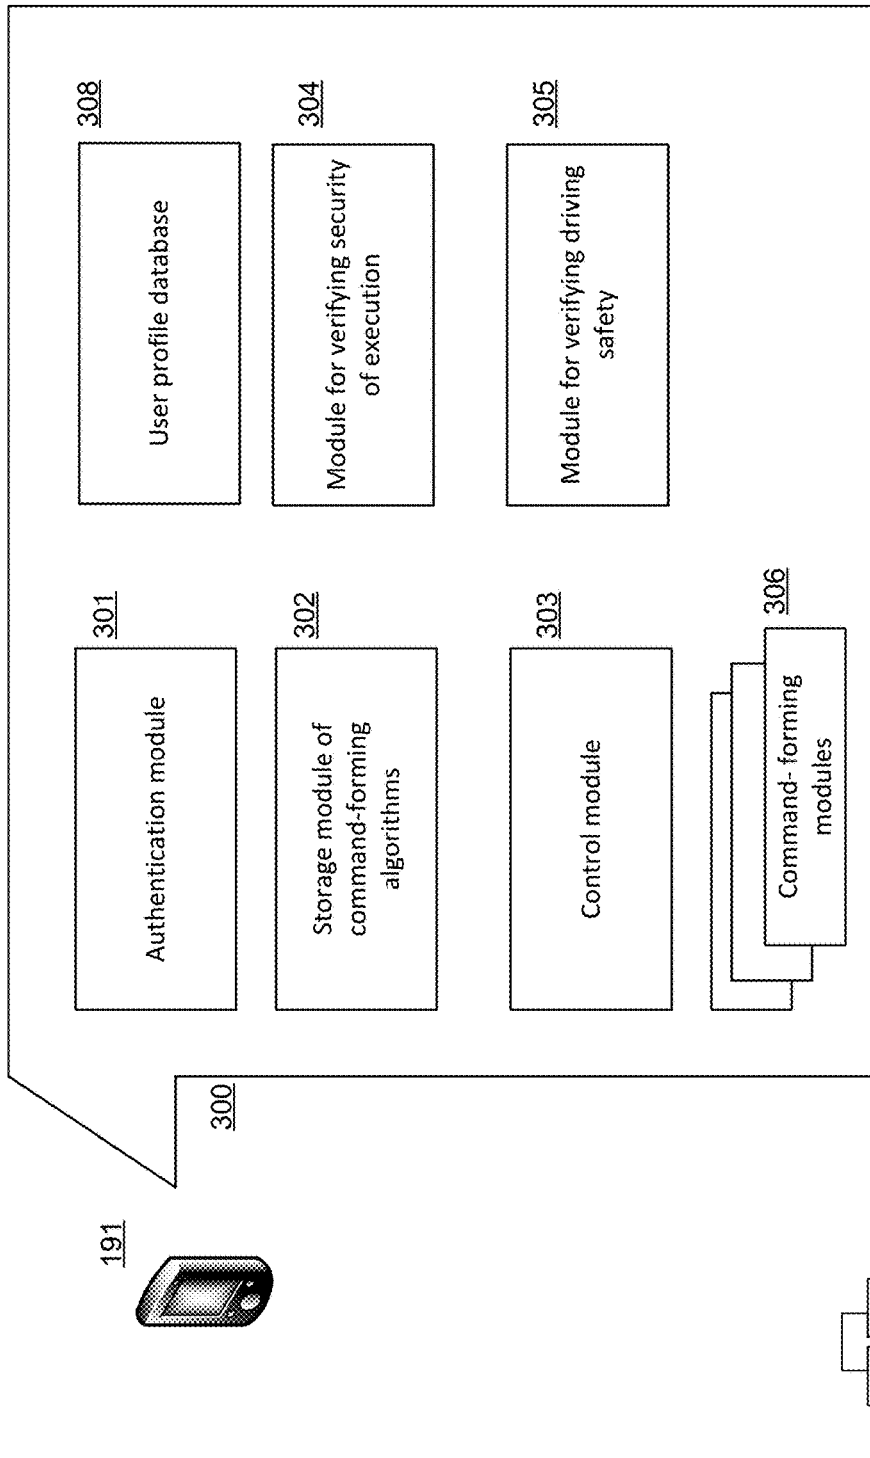 191
300
301
Authentication module
302
Storage module of
command-forming
algorithms
303
Control module
306
Command- forming
modules
308
User profile database
304
Module for verifying security
of execution
305
Module for verifying driving
safety